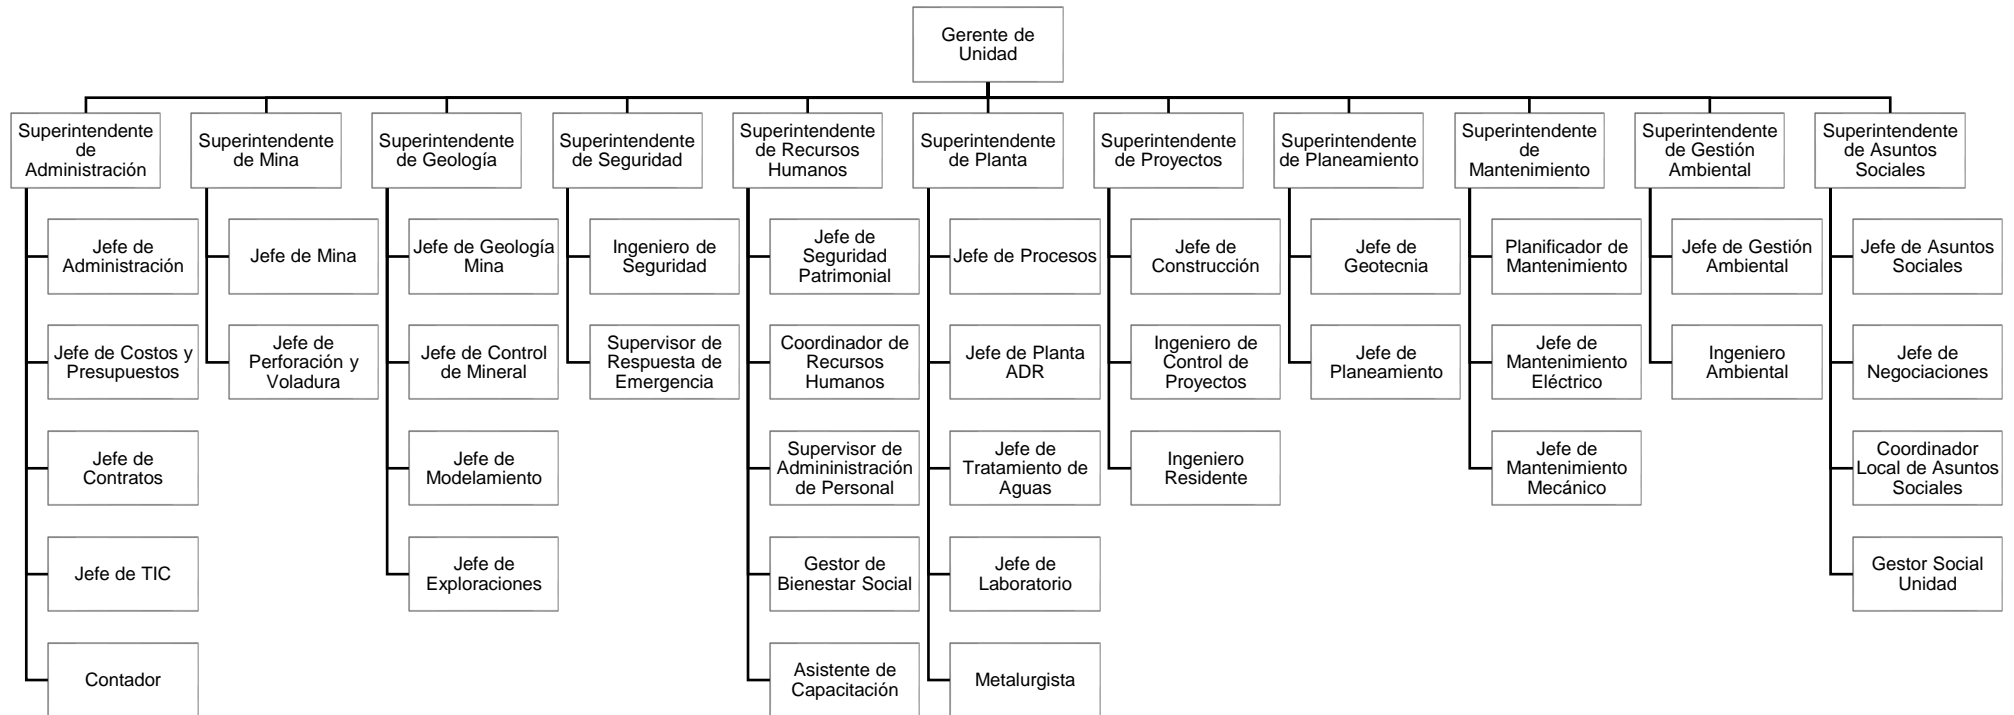 Gerente de
Unidad
Superintendente
de
Administración
Superintendente
de Mina
Superintendente
de Geología
Superintendente
de Seguridad
Superintendente
de Recursos
Humanos
Superintendente
de Planta
Superintendente
de Proyectos
Superintendente
de Planeamiento
Superintendente
de
Mantenimiento
Superintendente
de Gestión
Ambiental
Superintendente
de Asuntos
Sociales
Jefe de
Administración
Jefe de Mina
Jefe de Geología
Mina
Ingeniero de
Seguridad
Jefe de
Seguridad
Patrimonial
Jefe de Procesos
Jefe de
Construcción
Jefe de
Geotecnia
Planificador de
Mantenimiento
Jefe de Gestión
Ambiental
Jefe de Asuntos
Sociales
Jefe de Costos y
Presupuestos
Jefe de
Perforación y
Voladura
Jefe de Control
de Mineral
Supervisor de
Respuesta de
Emergencia
Coordinador de
Recursos
Humanos
Jefe de Planta
ADR
Ingeniero de
Control de
Proyectos
Jefe de
Planeamiento
Jefe de
Mantenimiento
Eléctrico
Ingeniero
Ambiental
Jefe de
Negociaciones
Jefe de
Contratos
Jefe de
Modelamiento
Supervisor de
Admininistración
de Personal
Jefe de
Tratamiento de
Aguas
Ingeniero
Residente
Jefe de
Mantenimiento
Mecánico
Coordinador
Local de Asuntos
Sociales
Jefe de TIC
Jefe de
Exploraciones
Gestor de
Bienestar Social
Jefe de
Laboratorio
Gestor Social
Unidad
Contador
Asistente de
Capacitación
Metalurgista